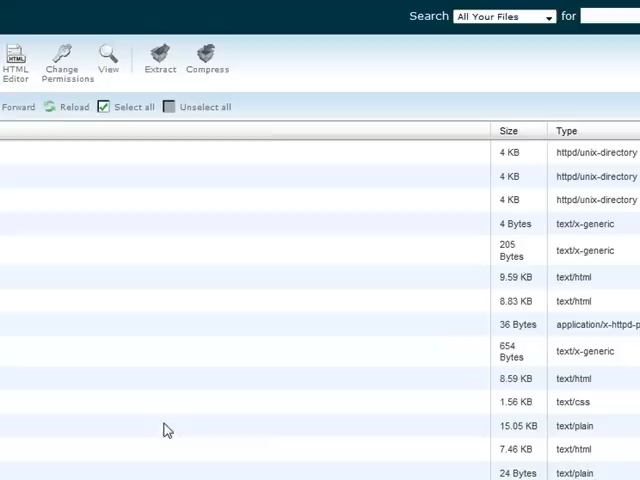 Search All Your Files for
HTML
Editor
Change
Permissions
View
Extract
Compress
Forward Reload Select all Unselect all
Size Type
4 KB httpd/unix-directory
4 KB httpd/unix-directory
4 KB httpd/unix-directory
4 Bytes text/x-generic
205
Bytes
text/x-generic
9.59 KB text/html
8.83 KB text/html
36 Bytes application/x-httpd-p
654
Bytes
text/x-generic
8.59 KB text/html
1.56 KB text/css
15.05 KB text/plain
7.46 KB text/html
24 Bytes text/plain